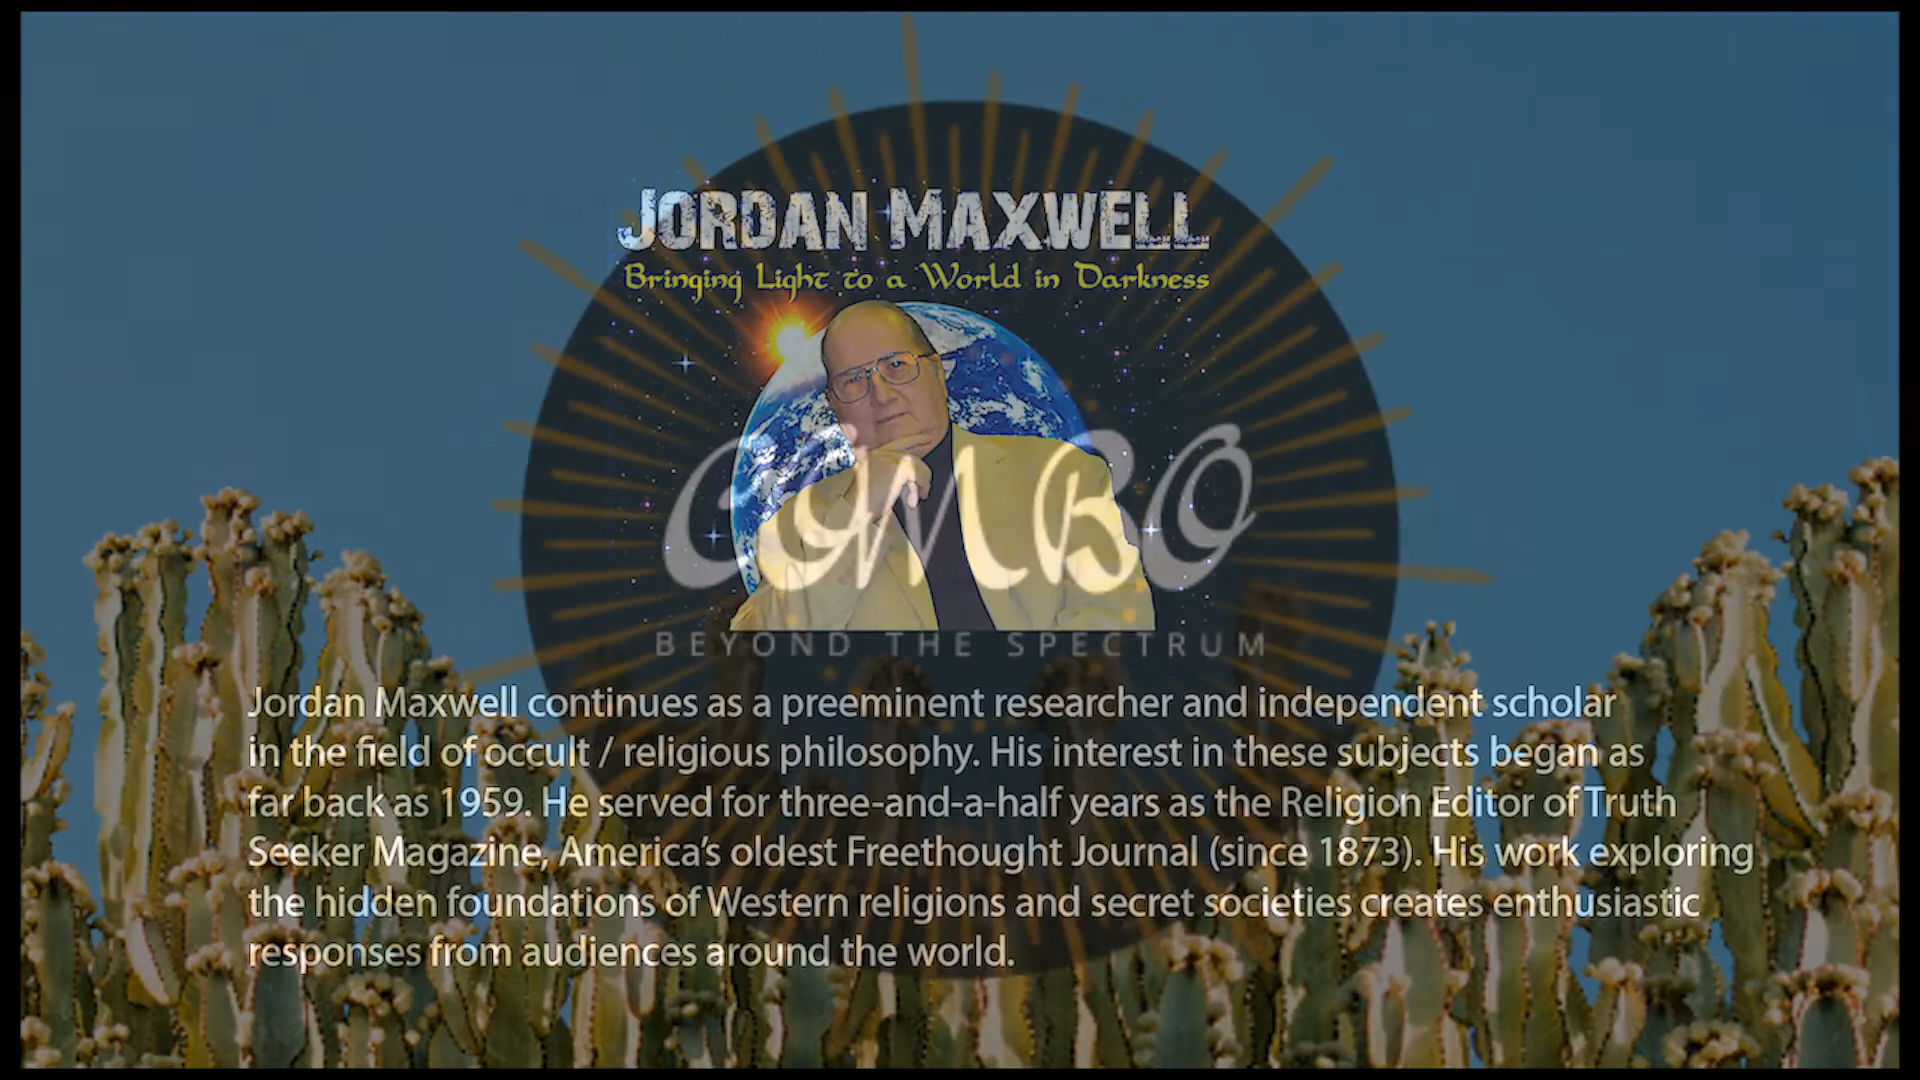 JORDAN MAXWELL
Bringing Light to a World in Darkness
COMBO
BEYOND THE SPECTRUM
Jordan Maxwell continues as a preeminent researcher and independent scholar
in the field of occult / religious philosophy. His interest in these subjects began as
far back as 1959. He served for three-and-a-half years as the Religion Editor of Truth
Seeker Magazine, America's oldest Freethought Journal (since 1873). His work exploring
the hidden foundations of Western religions and secret societies creates enthusiastic
responses from audiences around the world.